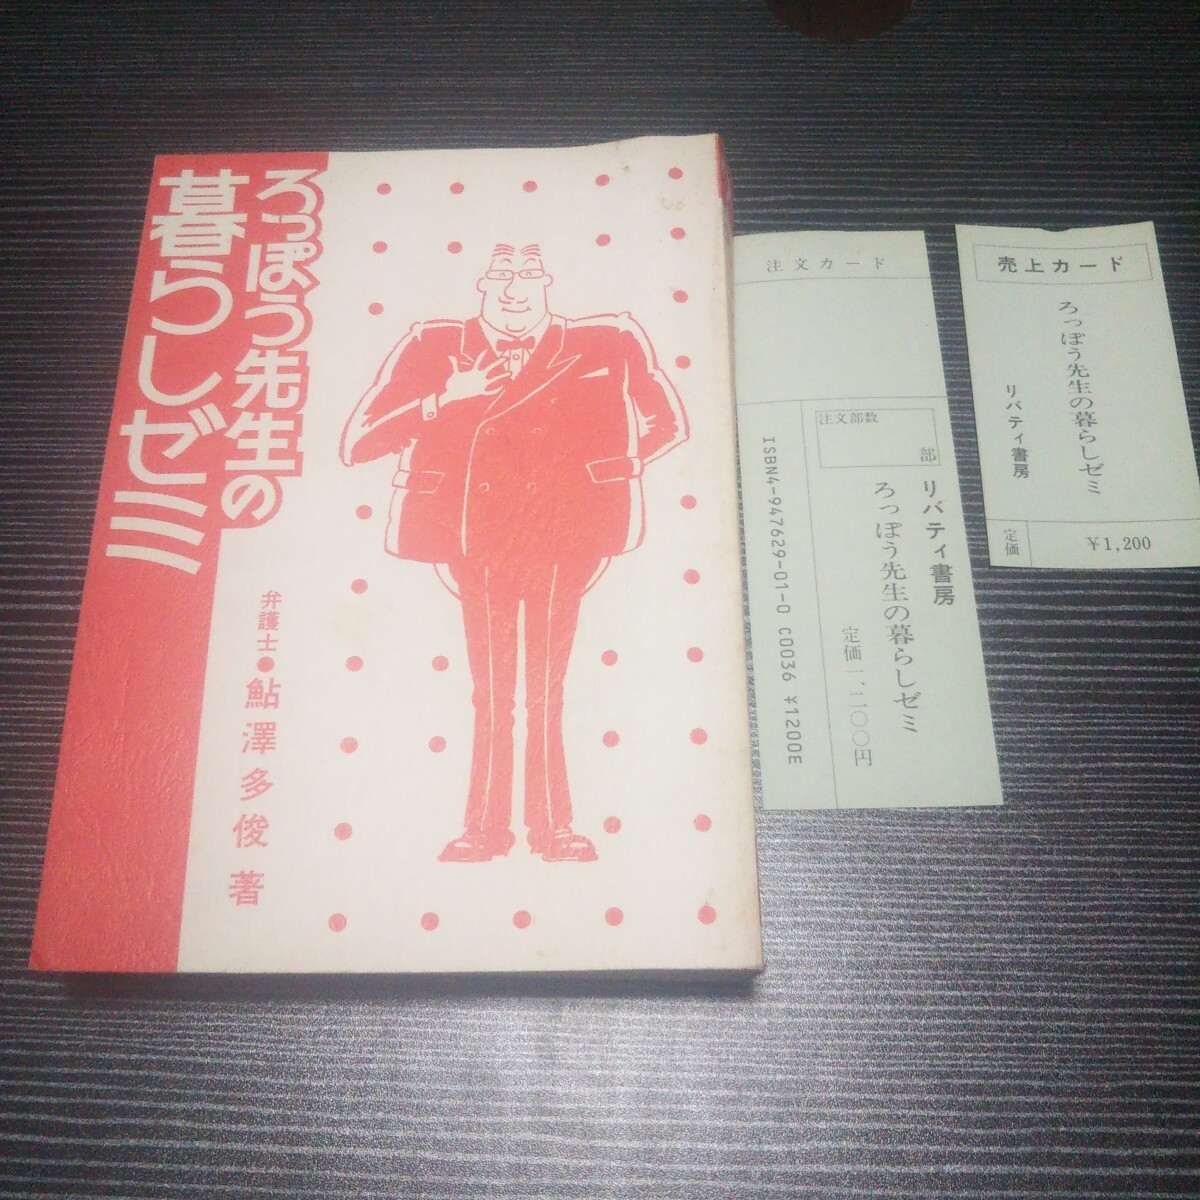 ろっぽう先生の
暮らしゼミ
弁護士●鮎澤多俊 著
注文カード
注文部数
部
リバティ書房
ろっぽう先生の暮らしゼミ
定価一、二〇〇円
ISBN4-947629-01-0 C0036 ¥1200E
売上カード
ろっぽう先生の暮らしゼミ
リバティ書房
定価
¥1,200